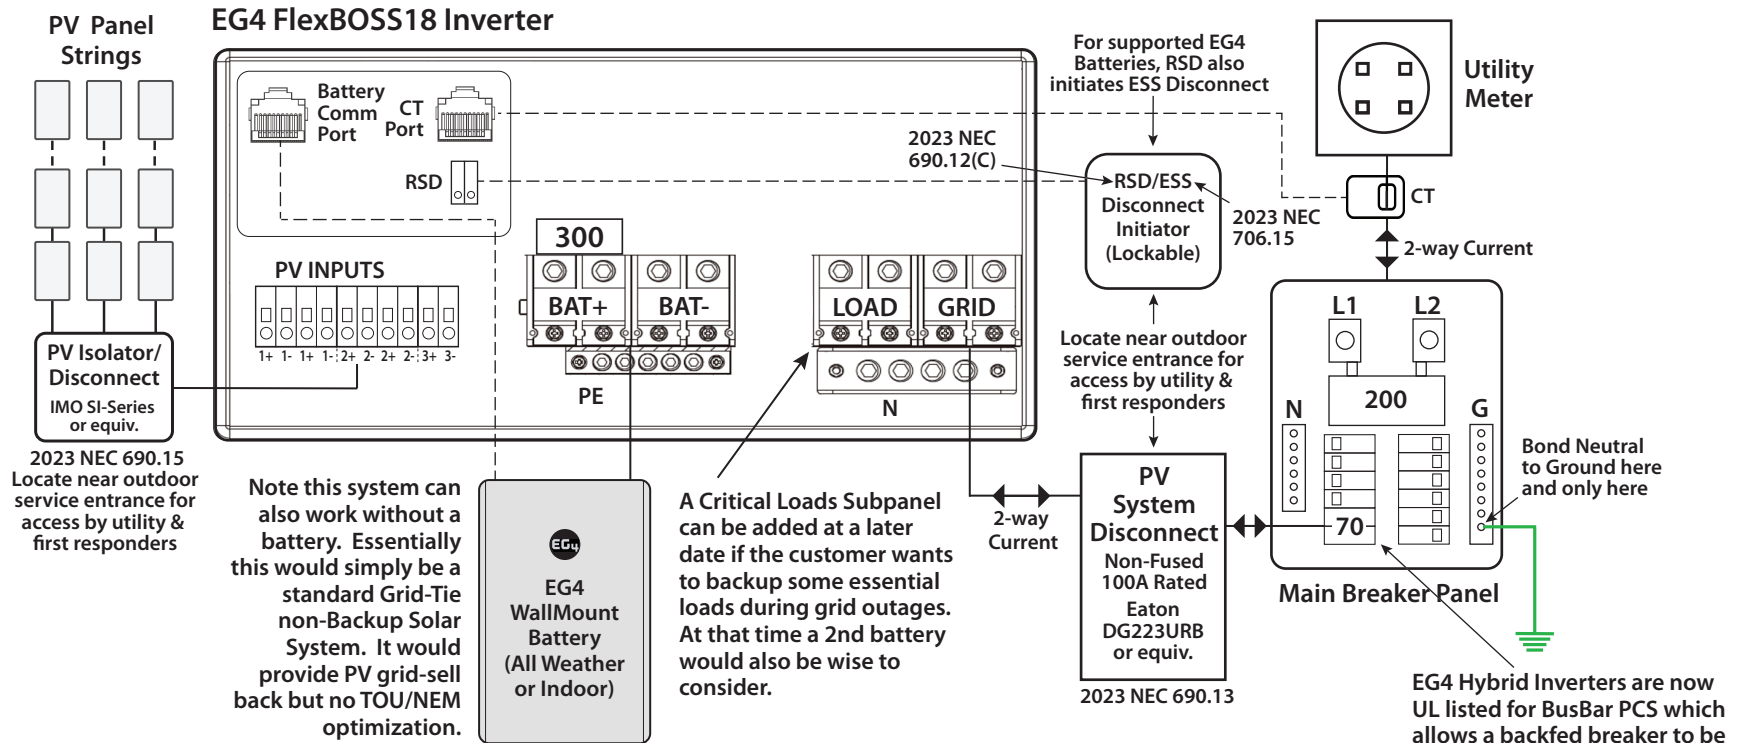 EG4 FlexBOSS18 Inverter
PV Panel
Strings
Battery
Comm
Port
CT
Port
RSD
300
PV INPUTS
BAT+
BAT-
LOAD
GRID
1+ 1- 1+ 1- 2+ 2- 2+ 2- 3+ 3-
PE
N
PV Isolator/
Disconnect
IMO SI-Series
or equiv.
2023 NEC 690.15
Locate near outdoor
service entrance for
access by utility &
first responders
Note this system can
also work without a
battery. Essentially
this would simply be a
standard Grid-Tie
non-Backup Solar
System. It would
provide PV grid-sell
back but no TOU/NEM
optimization.
EG4
EG4
WallMount
Battery
(All Weather
or Indoor)
A Critical Loads Subpanel
can be added at a later
date if the customer wants
to backup some essential
loads during grid outages.
At that time a 2nd battery
would also be wise to
consider.
For supported EG4
Batteries, RSD also
initiates ESS Disconnect
2023 NEC
690.12(C)
RSD/ESS
Disconnect
Initiator
(Lockable)
2023 NEC
706.15
Locate near outdoor
service entrance for
access by utility &
first responders
2-way
Current
PV
System
Disconnect
Non-Fused
100A Rated
Eaton
DG223URB
or equiv.
2023 NEC 690.13
Utility
Meter
CT
2-way Current
L1
L2
200
N
G
70
Bond Neutral
to Ground here
and only here
Main Breaker Panel
EG4 Hybrid Inverters are now
UL listed for BusBar PCS which
allows a backfed breaker to be